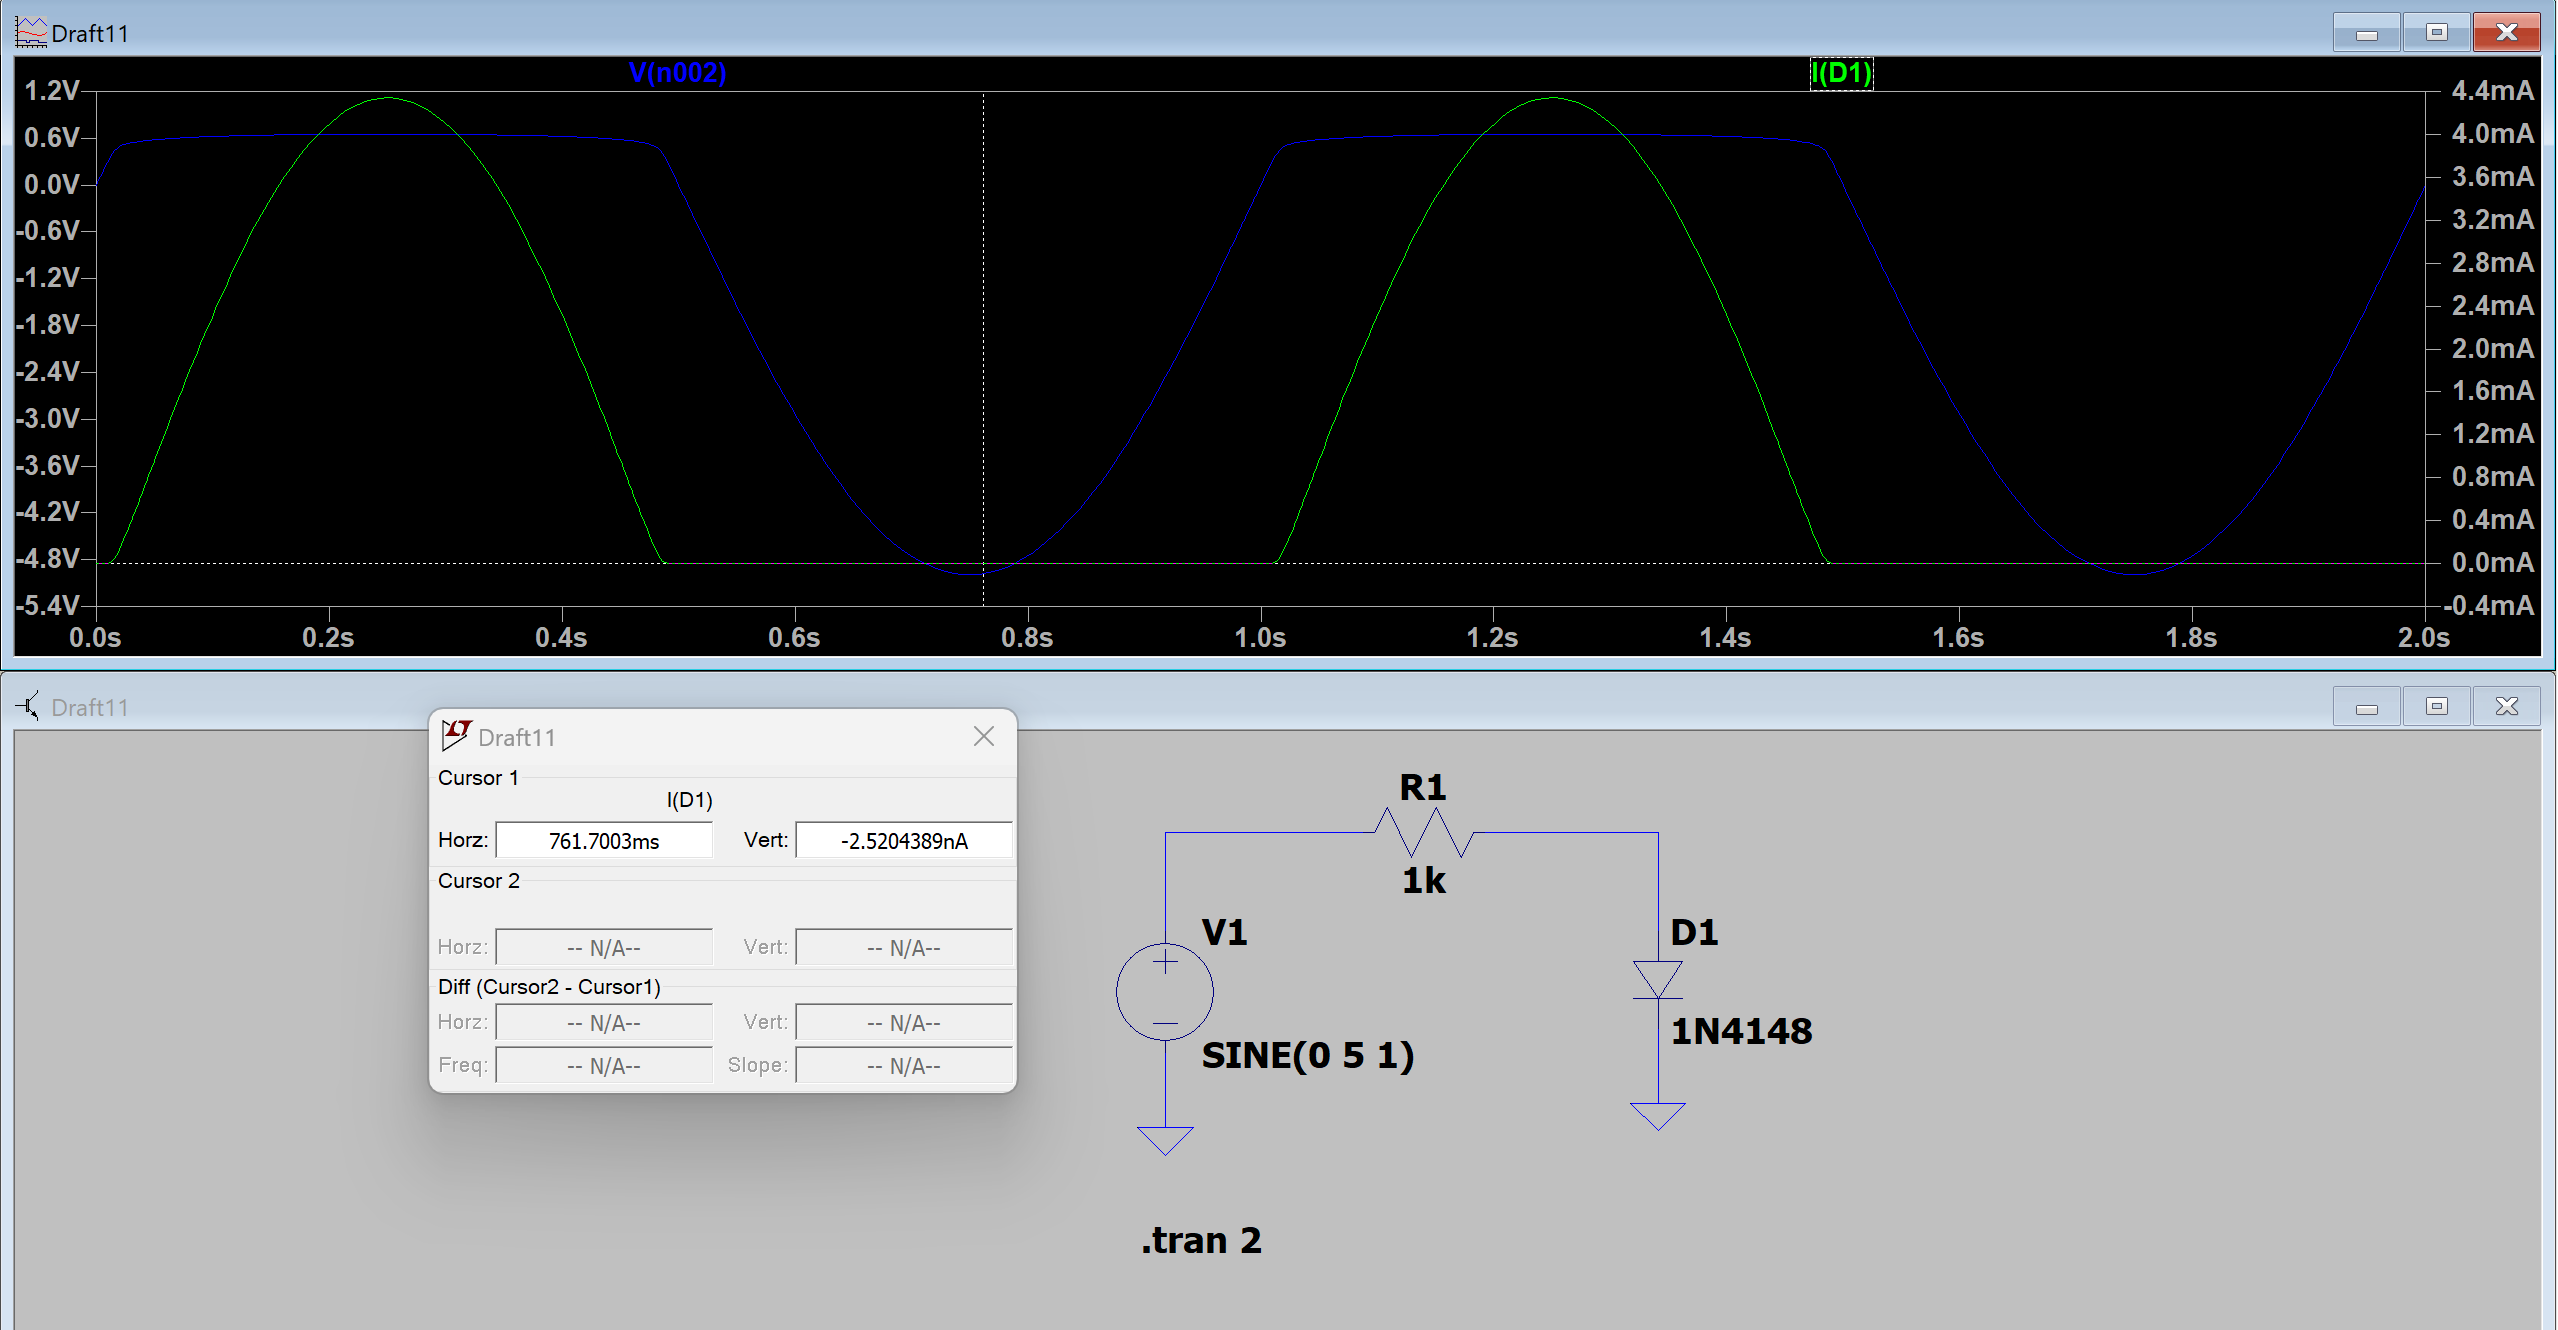 Draft11
V(n002) I(D1)
1.2V 4.4mA
0.6V 4.0mA
0.0V 3.6mA
-0.6V 3.2mA
-1.2V 2.8mA
-1.8V 2.4mA
-2.4V 2.0mA
-3.0V 1.6mA
-3.6V 1.2mA
-4.2V 0.8mA
-4.8V 0.4mA
-5.4V 0.0mA
-0.4mA
0.0s 0.2s 0.4s 0.6s 0.8s 1.0s 1.2s 1.4s 1.6s 1.8s 2.0s
Draft11
Draft11
Cursor 1
I(D1)
Horz: 761.7003ms Vert: -2.5204389nA
Cursor 2
Horz: -- N/A-- Vert: -- N/A--
Diff (Cursor2 - Cursor1)
Horz: -- N/A-- Vert: -- N/A--
Freq: -- N/A-- Slope: -- N/A--
R1
1k
V1
SINE(0 5 1)
D1
1N4148
.tran 2